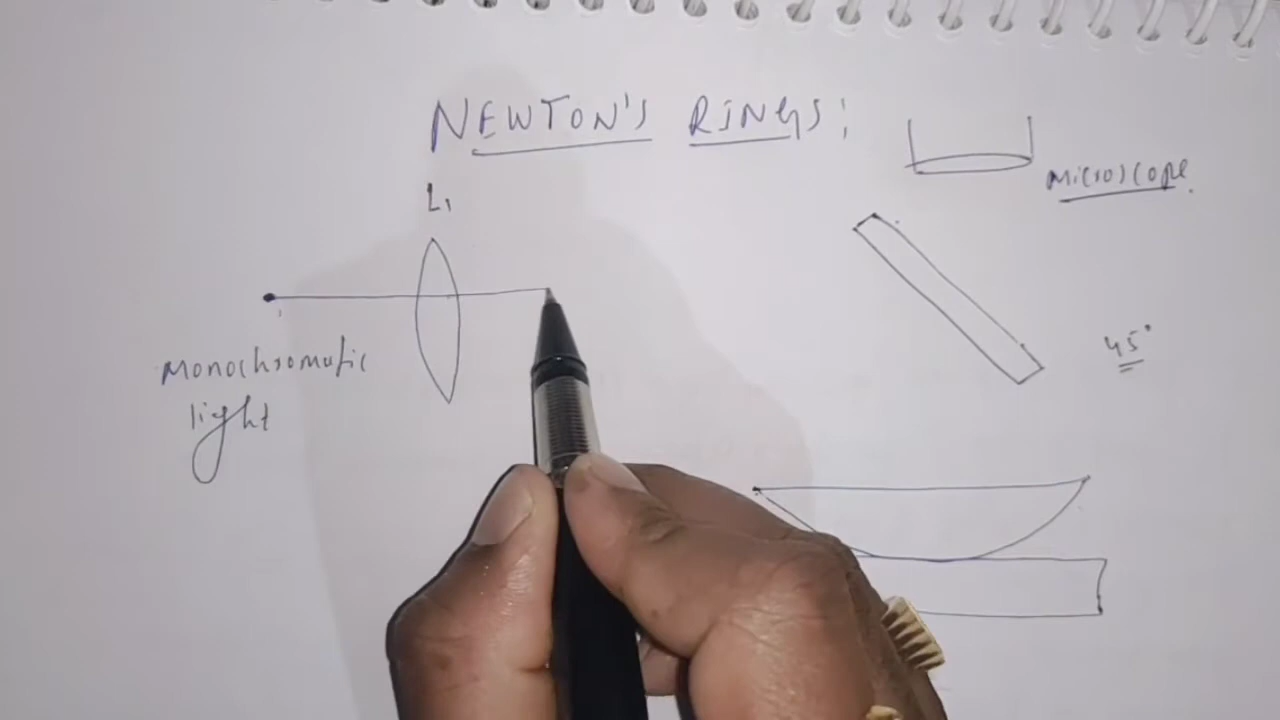 NEWTON'S RINGS:
Microscope.
L₁
45°
Monochromatic
light